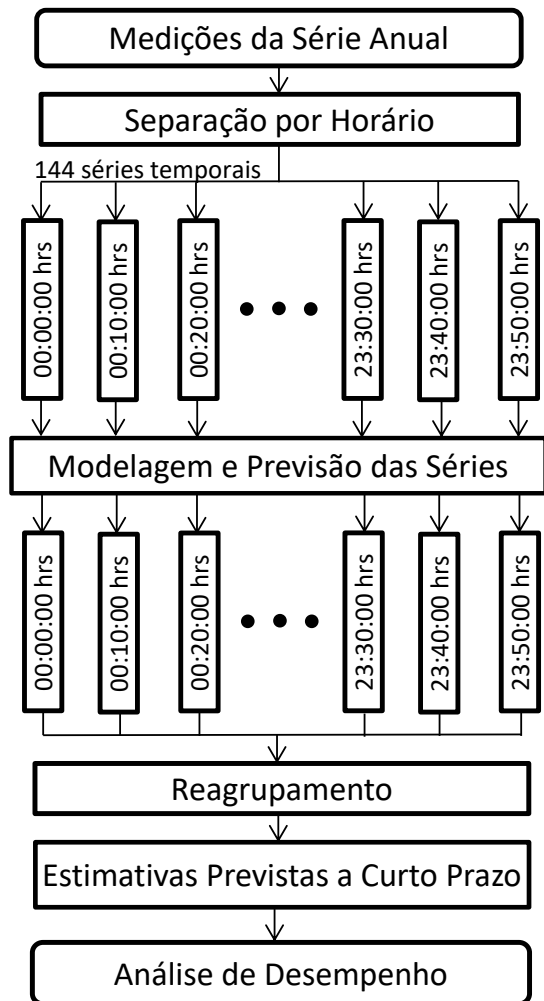 Medições da Série Anual
Separação por Horário
144 séries temporais
00:00:00 hrs
00:10:00 hrs
00:20:00 hrs
23:30:00 hrs
23:40:00 hrs
23:50:00 hrs
Modelagem e Previsão das Séries
00:00:00 hrs
00:10:00 hrs
00:20:00 hrs
23:30:00 hrs
23:40:00 hrs
23:50:00 hrs
Reagrupamento
Estimativas Previstas a Curto Prazo
Análise de Desempenho